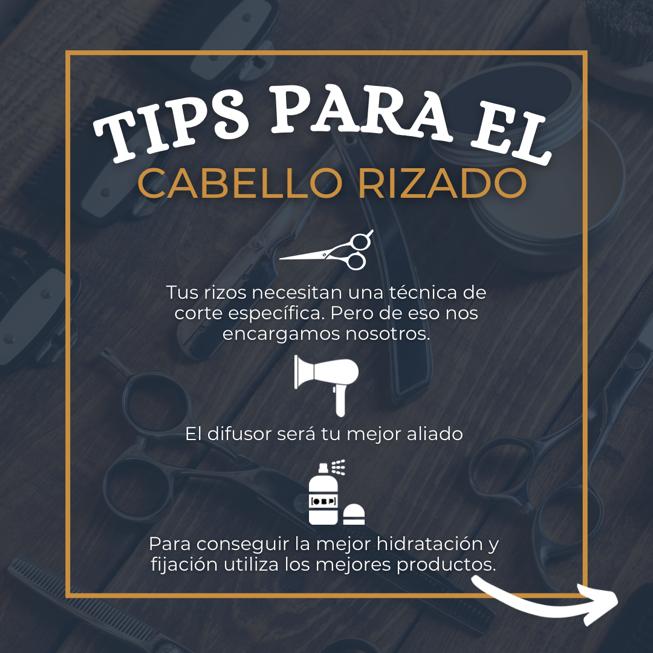 TIPS PARA EL
CABELLO RIZADO
Tus rizos necesitan una técnica de
corte específica. Pero de eso nos
encargamos nosotros.
El difusor será tu mejor aliado
OBP
Para conseguir la mejor hidratación y
fijación utiliza los mejores productos.